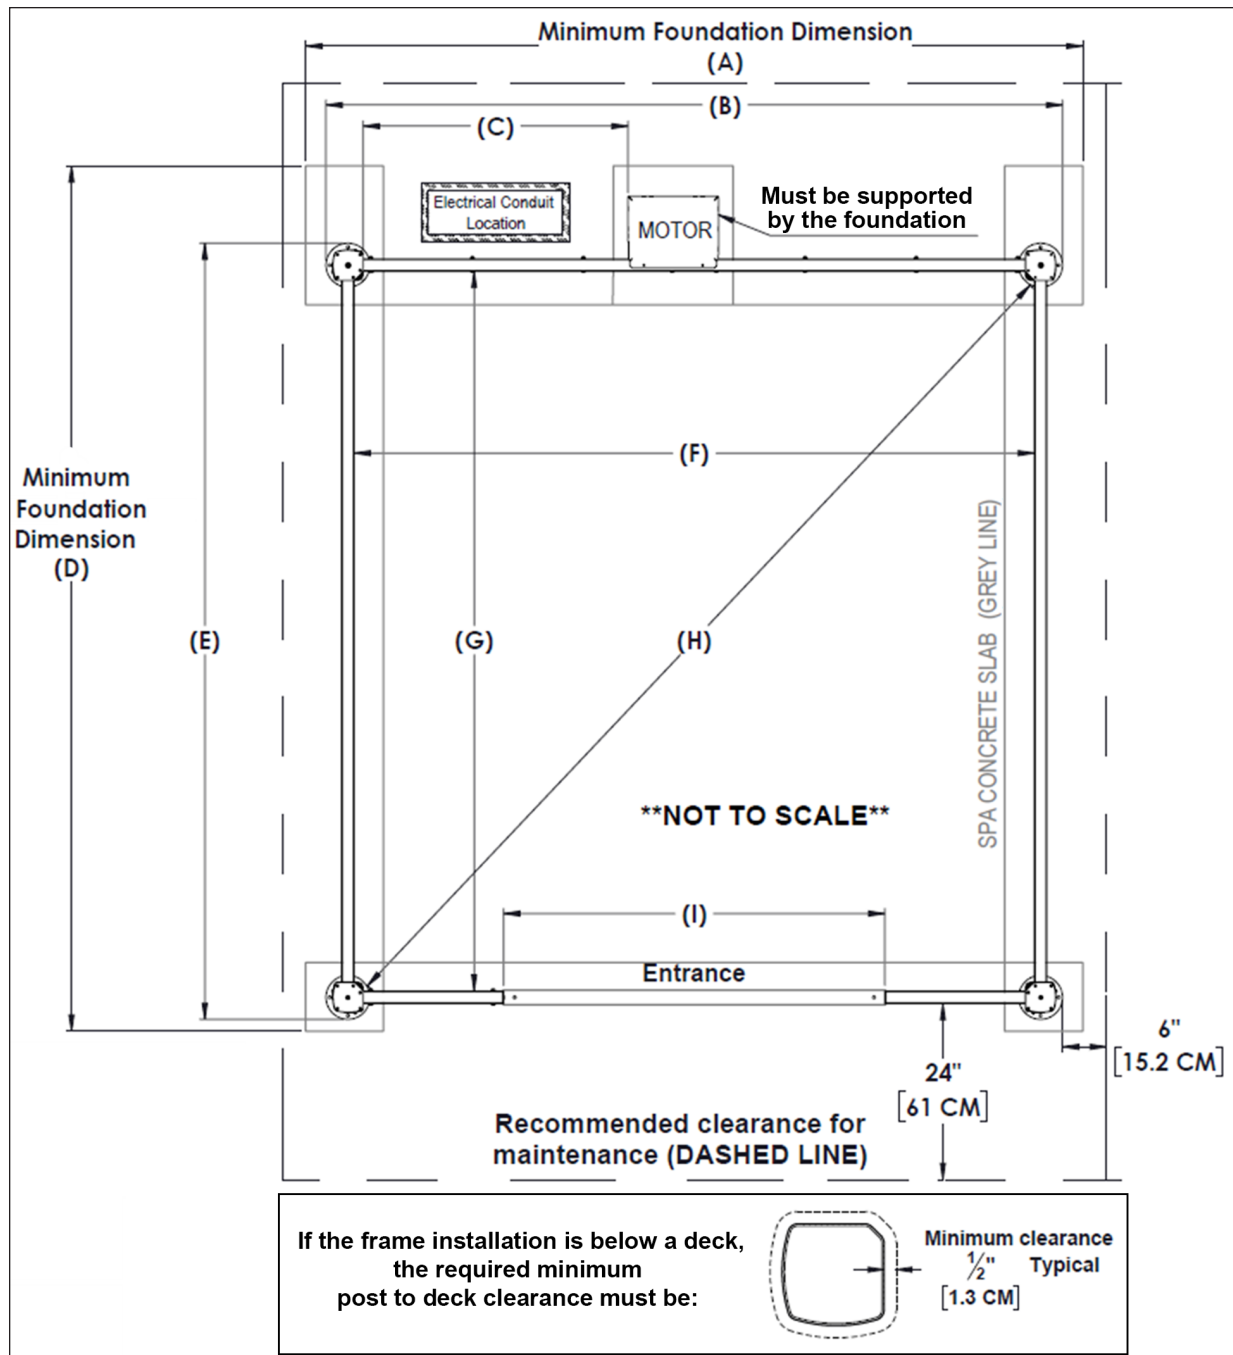 Minimum Foundation Dimension
(A)
(B)
(C)
Electrical Conduit
Location
MOTOR
Must be supported
by the foundation
Minimum
Foundation
Dimension
(D)
(E)
(F)
(G)
(H)
SPA CONCRETE SLAB (GREY LINE)
**NOT TO SCALE**
(I)
Entrance
6"
[15.2 CM]
24"
[61 CM]
Recommended clearance for
maintenance (DASHED LINE)
If the frame installation is below a deck,
the required minimum
post to deck clearance must be:
Minimum clearance
1/2" Typical
[1.3 CM]